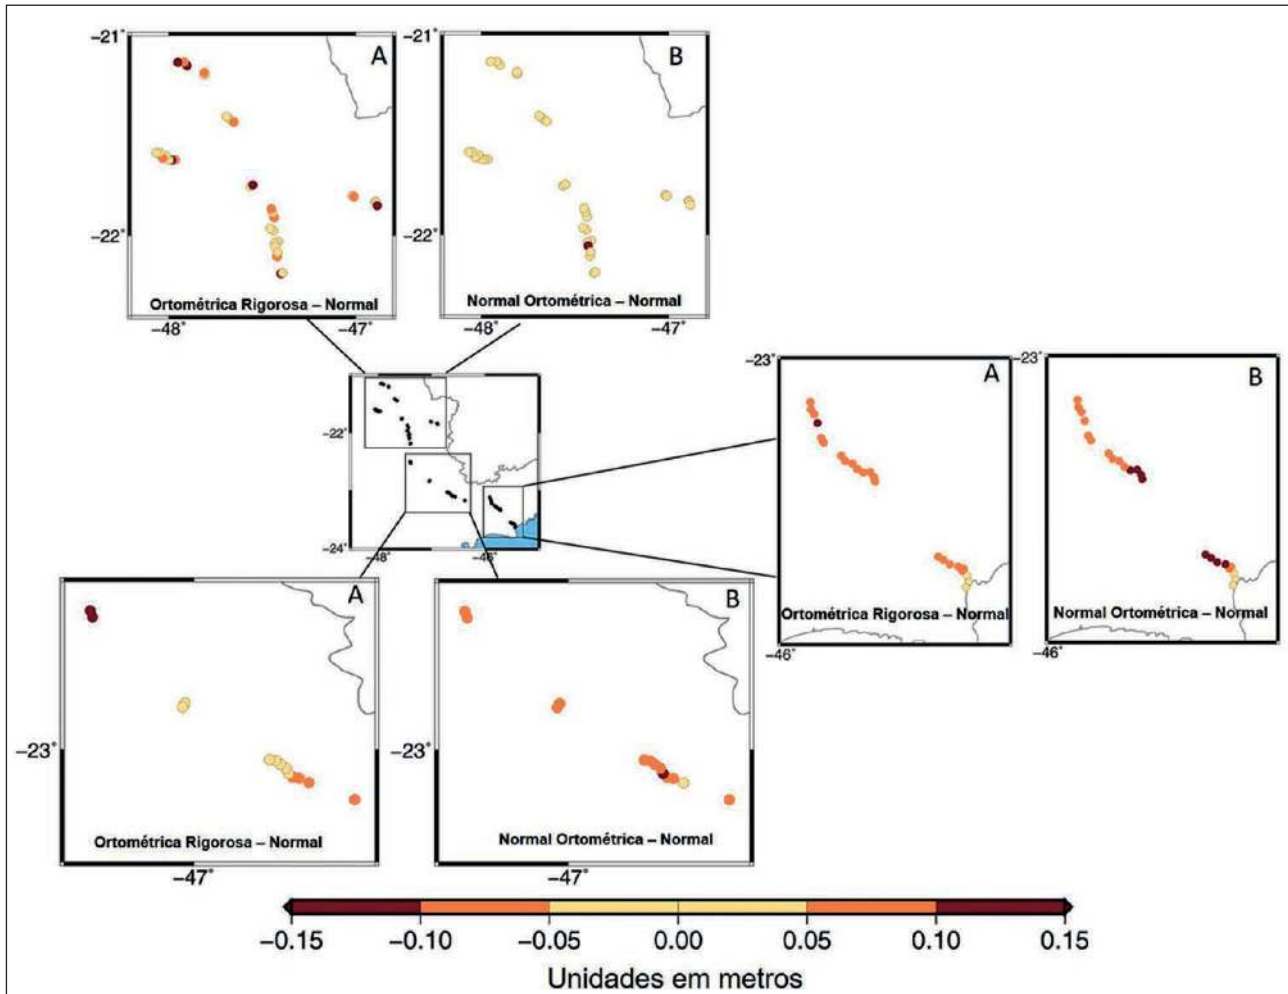 −21°
A
B
−22°
Ortométrica Rigorosa – Normal
Normal Ortométrica – Normal
−48°
−47°
−48°
−47°
−23°
A
−23°
B
−22°
−24°
−48°
−46°
Ortométrica Rigorosa – Normal
Normal Ortométrica – Normal
−46°
−46°
A
B
−23°
−23°
Ortométrica Rigorosa – Normal
Normal Ortométrica – Normal
−47°
−47°
−0.15
−0.10
−0.05
0.00
0.05
0.10
0.15
Unidades em metros